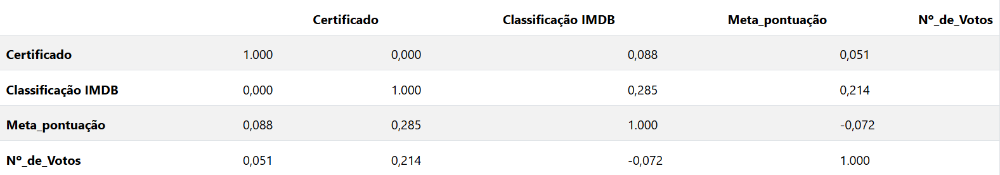 Certificado Classificação IMDB Meta_pontuação Nº_de_Votos
Certificado 1.000 0,000 0,088 0,051
Classificação IMDB 0,000 1.000 0,285 0,214
Meta_pontuação 0,088 0,285 1.000 -0,072
Nº_de_Votos 0,051 0,214 -0,072 1.000